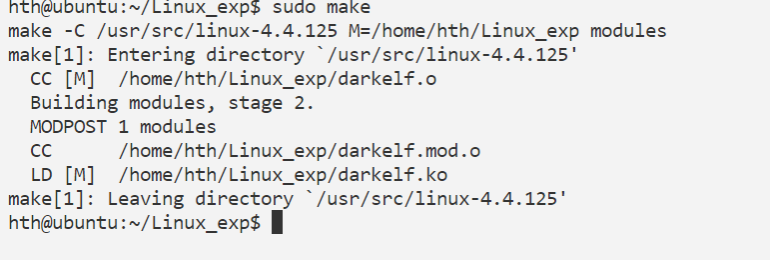 hth@ubuntu:~/Linux_exp$ sudo make
make -C /usr/src/linux-4.4.125 M=/home/hth/Linux_exp modules
make[1]: Entering directory `/usr/src/linux-4.4.125'
  CC [M]  /home/hth/Linux_exp/darkelf.o
  Building modules, stage 2.
  MODPOST 1 modules
  CC      /home/hth/Linux_exp/darkelf.mod.o
  LD [M]  /home/hth/Linux_exp/darkelf.ko
make[1]: Leaving directory `/usr/src/linux-4.4.125'
hth@ubuntu:~/Linux_exp$